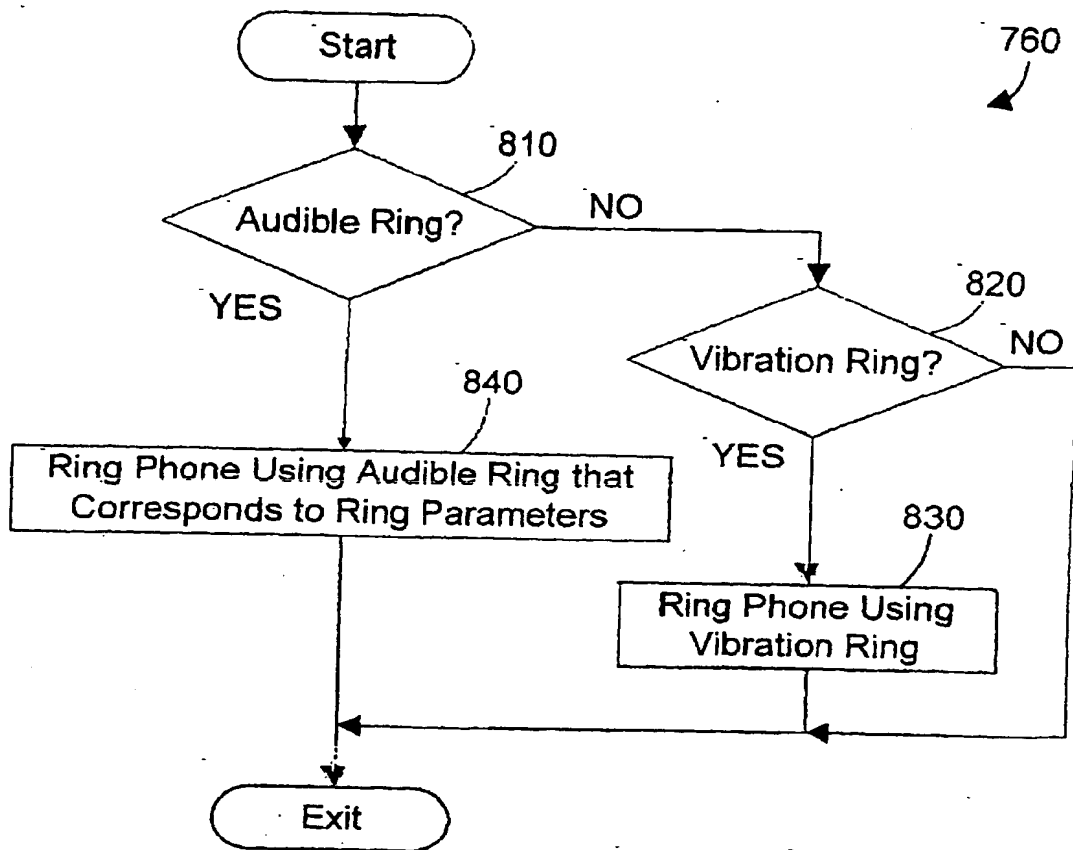 Start
760
810
Audible Ring?
NO
YES
820
Vibration Ring?
NO
840
YES
Ring Phone Using Audible Ring that
Corresponds to Ring Parameters
830
Ring Phone Using
Vibration Ring
Exit